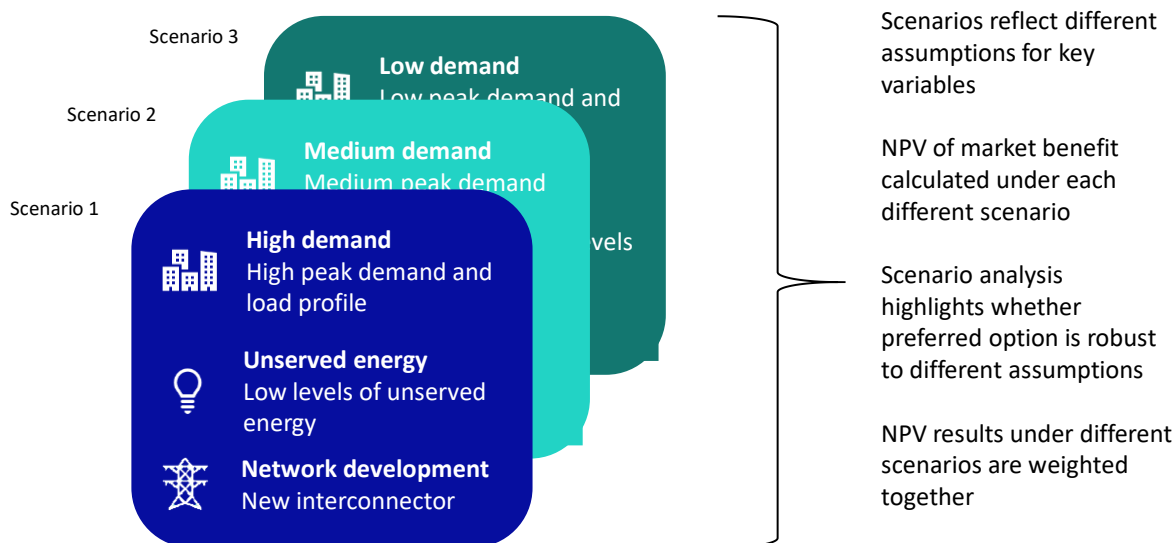 Scenario 3
Low demand
Low peak demand and
Scenario 2
Medium demand
Medium peak demand
evels
Scenario 1
High demand
High peak demand and
load profile
Unserved energy
Low levels of unserved
energy
Network development
New interconnector
Scenarios reflect different
assumptions for key
variables
NPV of market benefit
calculated under each
different scenario
Scenario analysis
highlights whether
preferred option is robust
to different assumptions
NPV results under different
scenarios are weighted
together